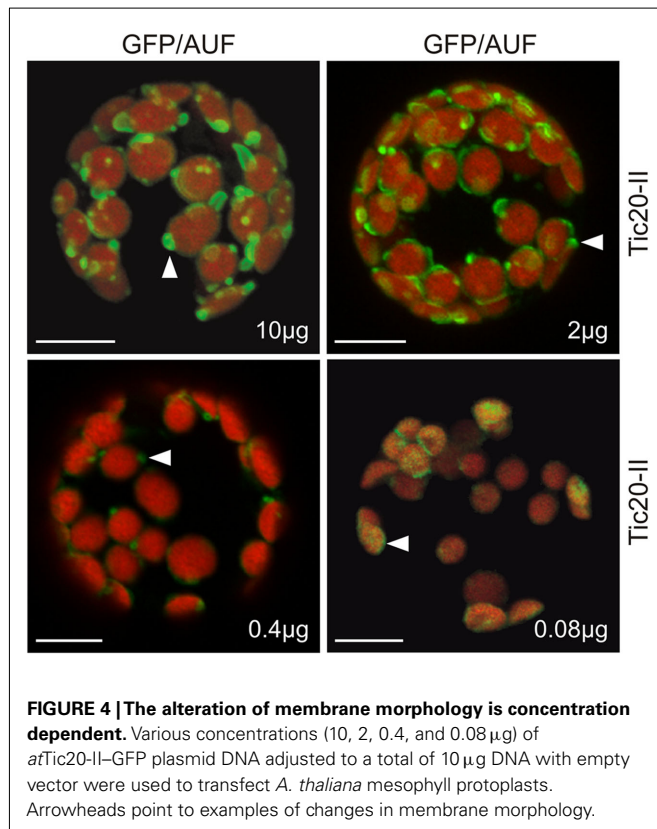 GFP/AUF GFP/AUF
Tic20-II
10µg 2µg
Tic20-II
0.4µg 0.08µg
FIGURE 4 | The alteration of membrane morphology is concentration
dependent. Various concentrations (10, 2, 0.4, and 0.08 µg) of
atTic20-II–GFP plasmid DNA adjusted to a total of 10 µg DNA with empty
vector were used to transfect A. thaliana mesophyll protoplasts.
Arrowheads point to examples of changes in membrane morphology.